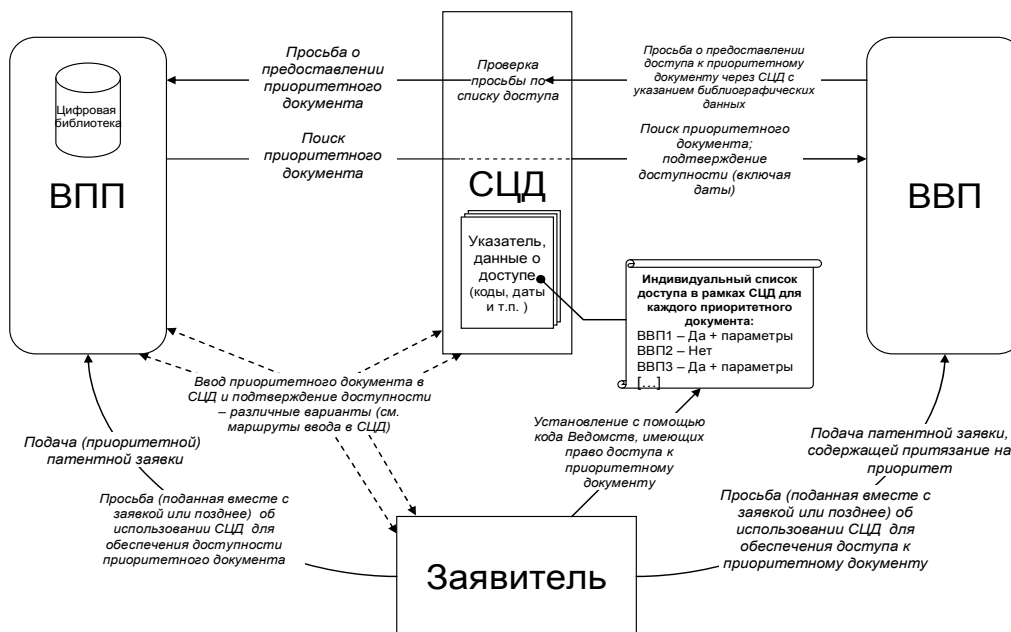 Просьба о
предоставлении
приоритетного
документа
Проверка
просьбы по
списку доступа
Просьба о предоставлении
доступа к приоритетному
документу через СЦД с
указанием библиографических
данных
Цифровая
библиотека
Поиск
приоритетного
документа
Поиск приоритетного
документа;
подтверждение
доступности (включая
даты)
ВПП
СЦД
ВВП
Указатель,
данные о
доступе
(коды, даты
и т.п. )
Индивидуальный список
доступа в рамках СЦД для
каждого приоритетного
документа:
ВВП1 – Да + параметры
ВВП2 – Нет
ВВП3 – Да + параметры
[…]
Ввод приоритетного документа в
СЦД и подтверждение доступности
– различные варианты (см.
маршруты ввода в СЦД)
Подача (приоритетной)
патентной заявки
Установление с помощью
кода Ведомств, имеющих
право доступа к
приоритетному
документу
Подача патентной заявки,
содержащей притязание на
приоритет
Просьба (поданная вместе с
заявкой или позднее) об
использовании СЦД для
обеспечения доступности
приоритетного документа
Просьба (поданная вместе с
заявкой или позднее) об
использовании СЦД для
обеспечения доступа к
приоритетному документу
Заявитель